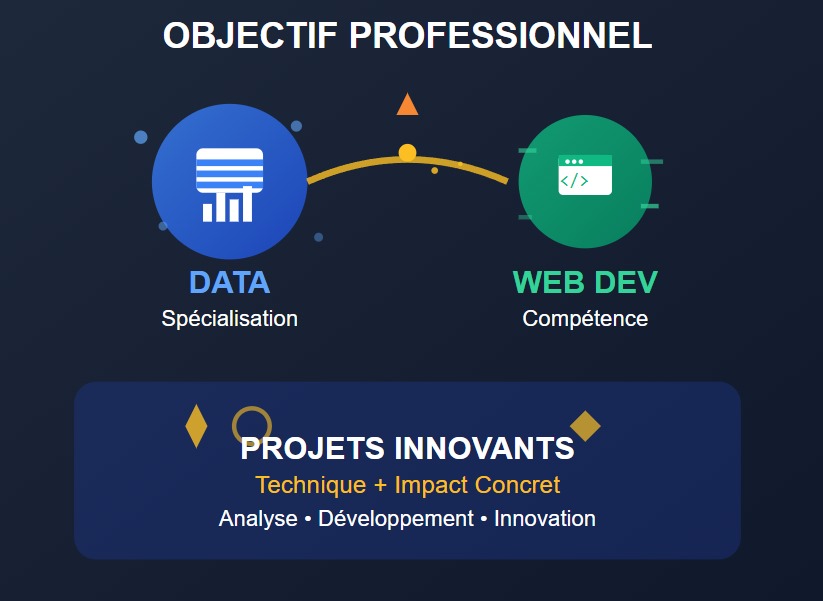 OBJECTIF PROFESSIONNEL
</>
DATA
WEB DEV
Spécialisation
Compétence
PROJETS INNOVANTS
Technique + Impact Concret
Analyse • Développement • Innovation